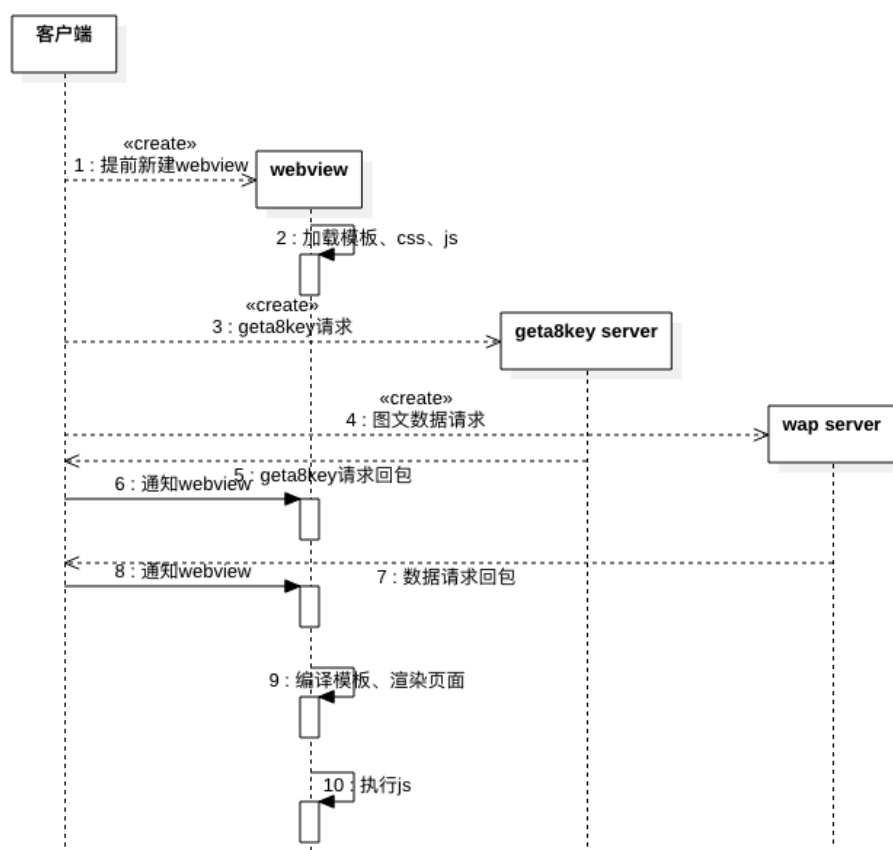 客户端
«create»
1 : 提前新建webview
webview
2 : 加载模板、css、js
«create»
3 : geta8key请求
geta8key server
«create»
4 : 图文数据请求
wap server
5 : geta8key请求回包
6 : 通知webview
7 : 数据请求回包
8 : 通知webview
9 : 编译模板、渲染页面
10 : 执行js